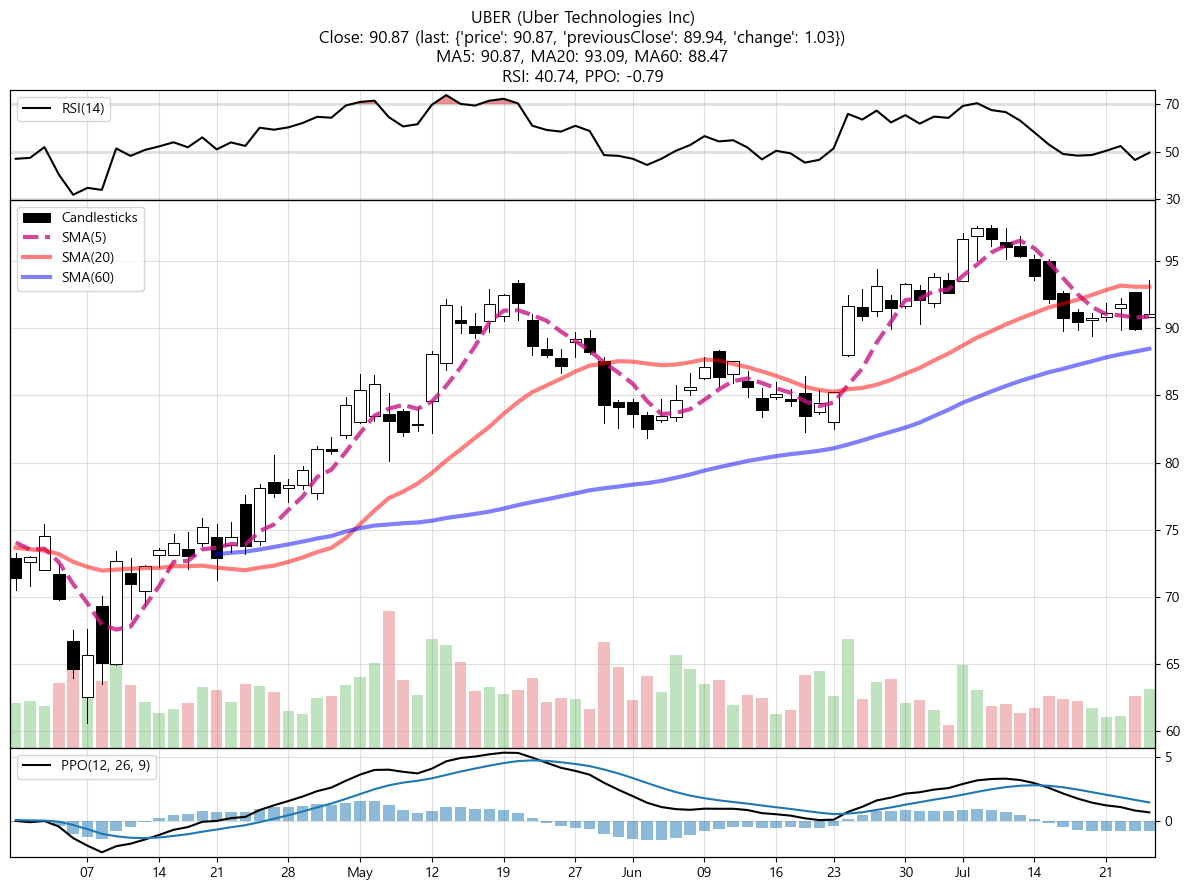 UBER (Uber Technologies Inc)
Close: 90.87 (last: {'price': 90.87, 'previousClose': 89.94, 'change': 1.03})
MA5: 90.87, MA20: 93.09, MA60: 88.47
RSI: 40.74, PPO: -0.79
RSI(14)
70
50
30
Candlesticks
SMA(5)
SMA(20)
SMA(60)
95
90
85
80
75
70
65
60
PPO(12, 26, 9)
5
0
07 14 21 28 May 12 19 27 Jun 09 16 23 30 Jul 14 21